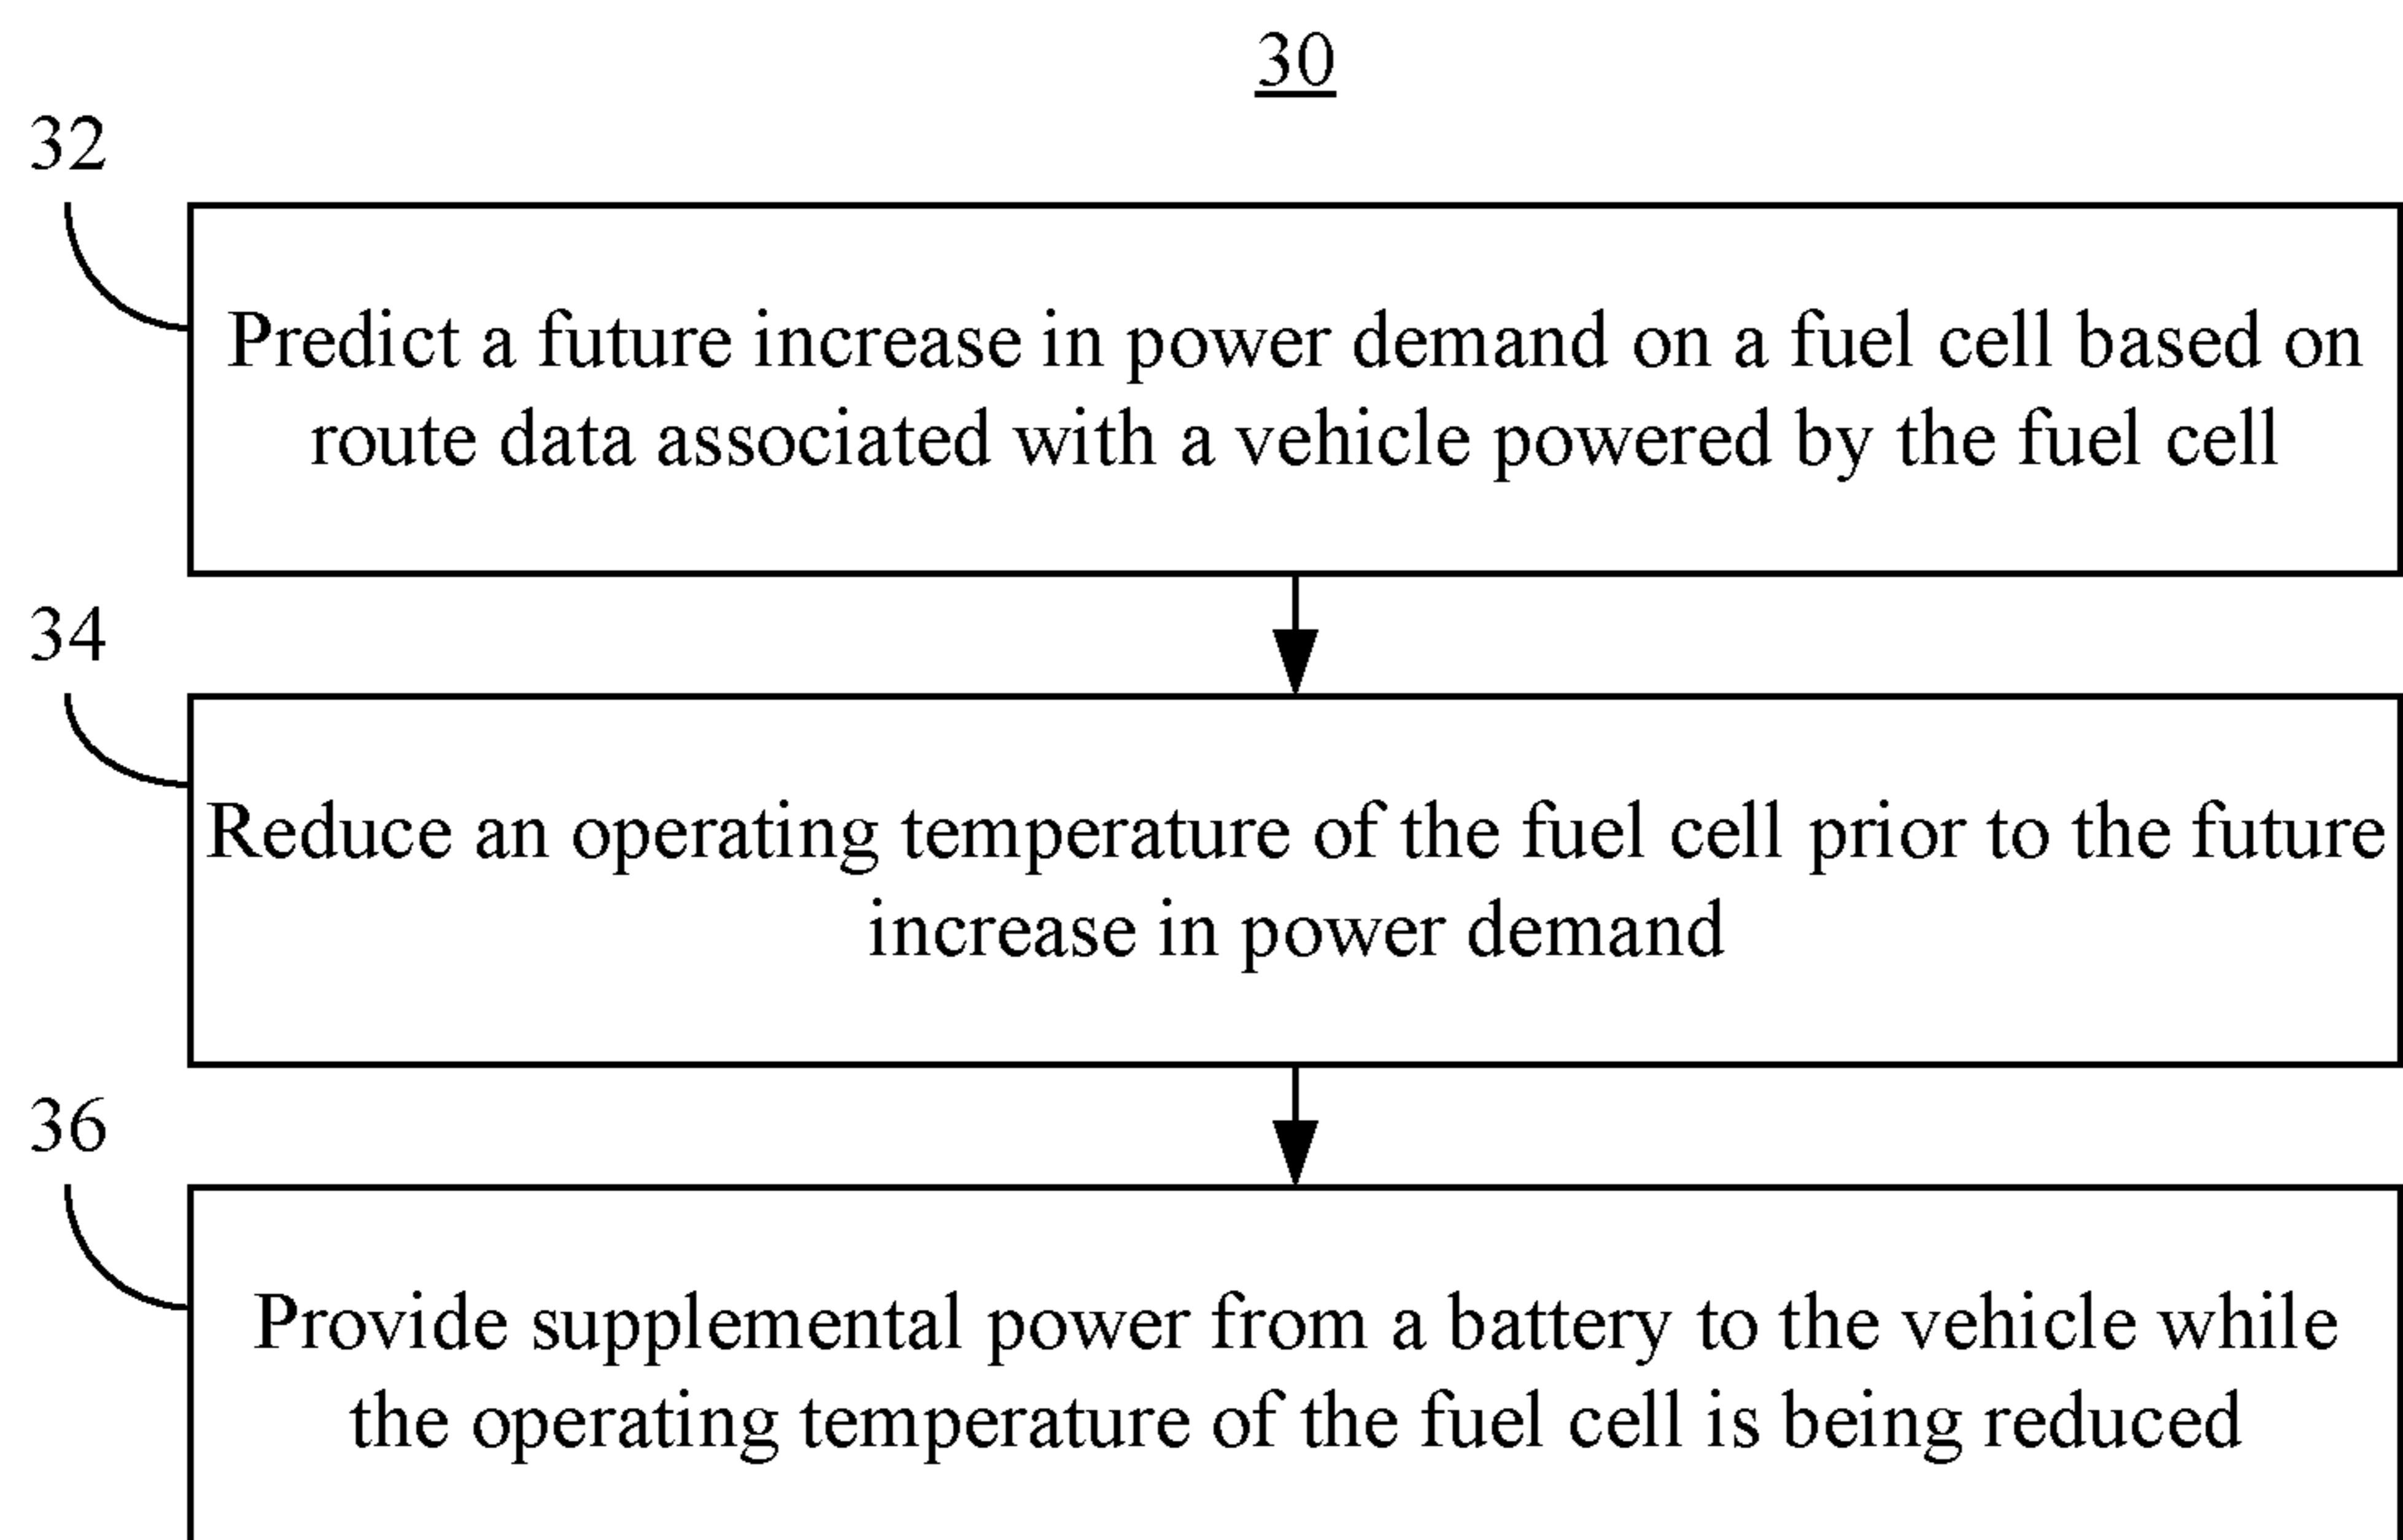 30
32
Predict a future increase in power demand on a fuel cell based on
route data associated with a vehicle powered by the fuel cell
34
Reduce an operating temperature of the fuel cell prior to the future
increase in power demand
36
Provide supplemental power from a battery to the vehicle while
the operating temperature of the fuel cell is being reduced